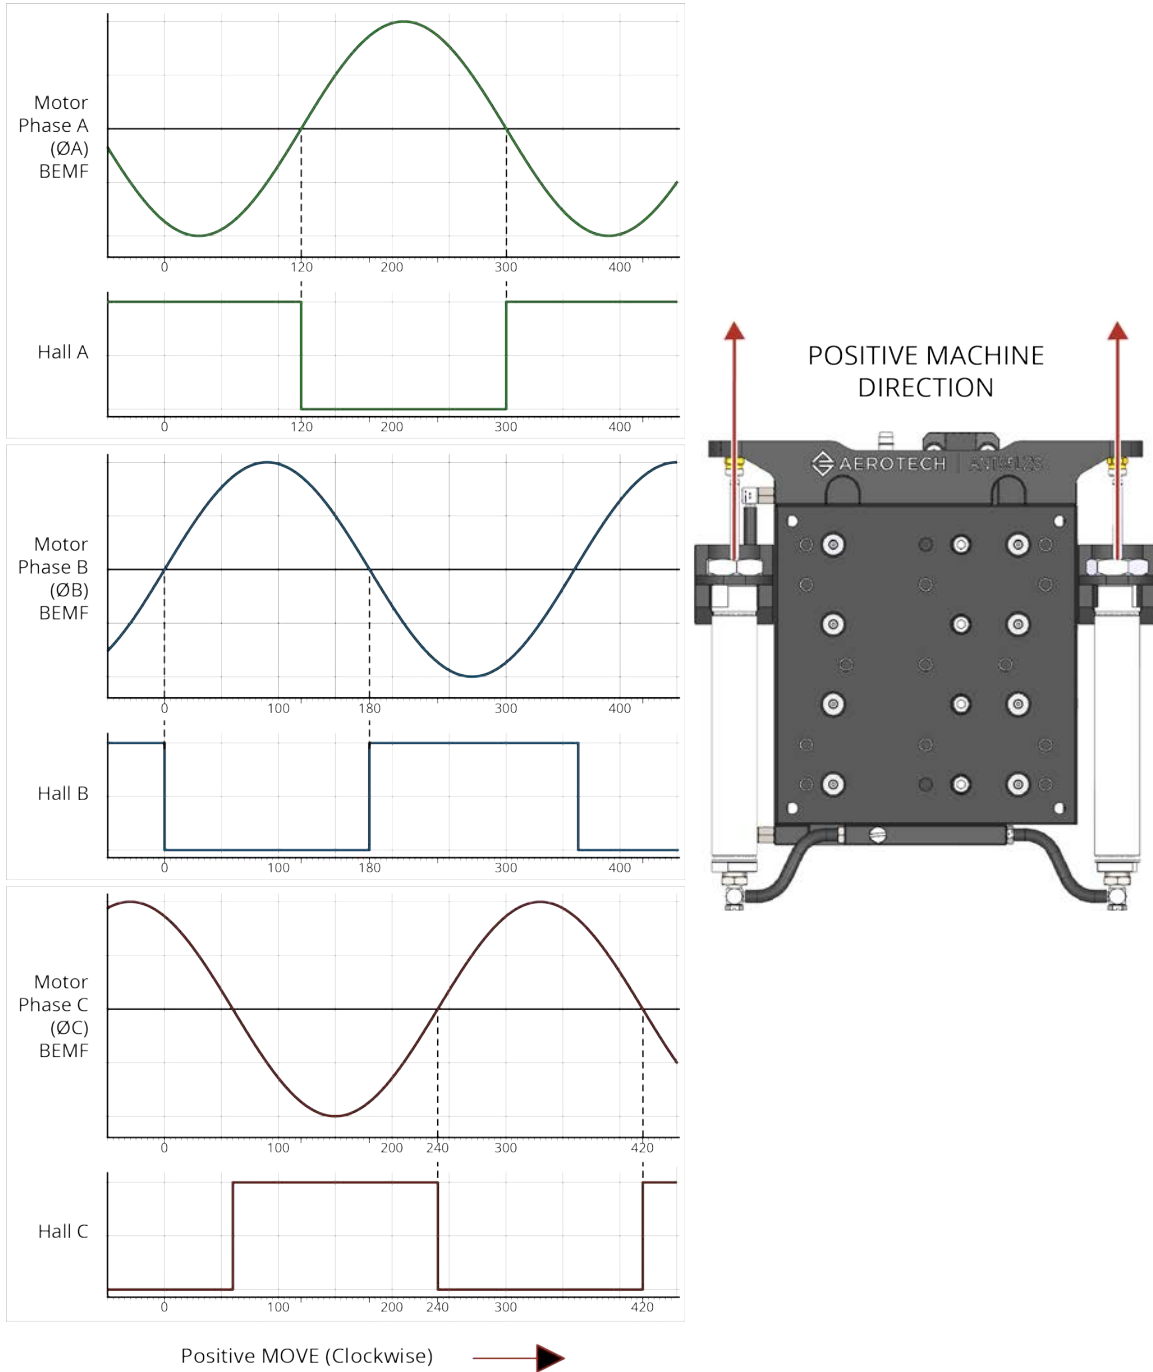 Motor
Phase A
(ØA)
BEMF
0
120
200
300
400
Hall A
0
120
200
300
400
Motor
Phase B
(ØB)
BEMF
0
100
180
300
400
Hall B
0
100
180
300
400
Motor
Phase C
(ØC)
BEMF
0
100
200
240
300
420
Hall C
0
100
200
240
300
420
Positive MOVE (Clockwise)
POSITIVE MACHINE
DIRECTION
AEROTECH